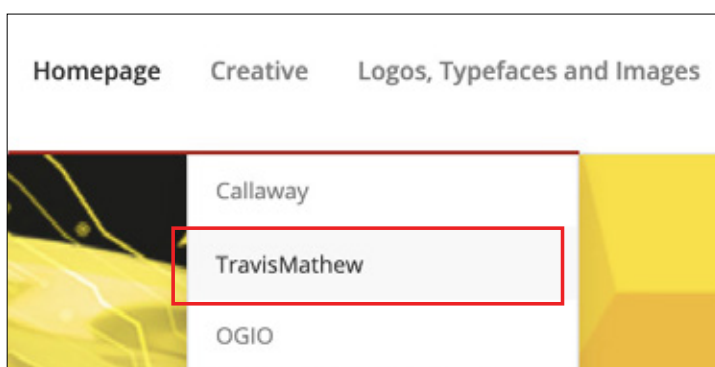 Homepage Creative Logos, Typefaces and Images
Callaway
TravisMathew
OGIO